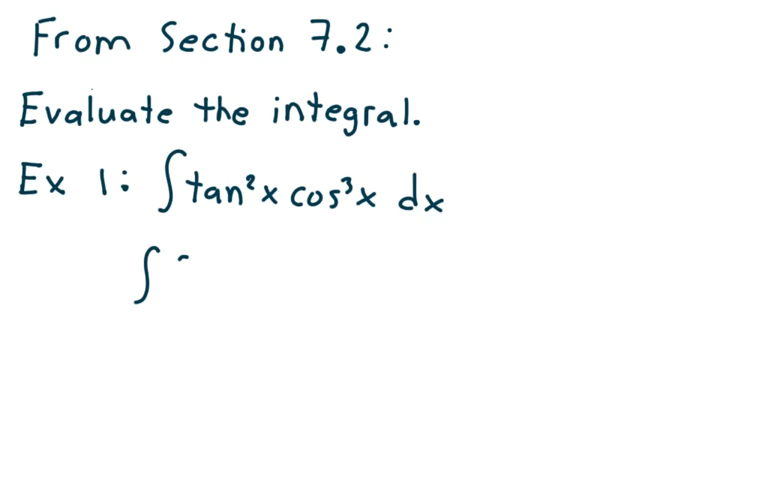 From Section 7.2:
Evaluate the integral.
Ex 1: ∫tan²x cos³x dx
∫